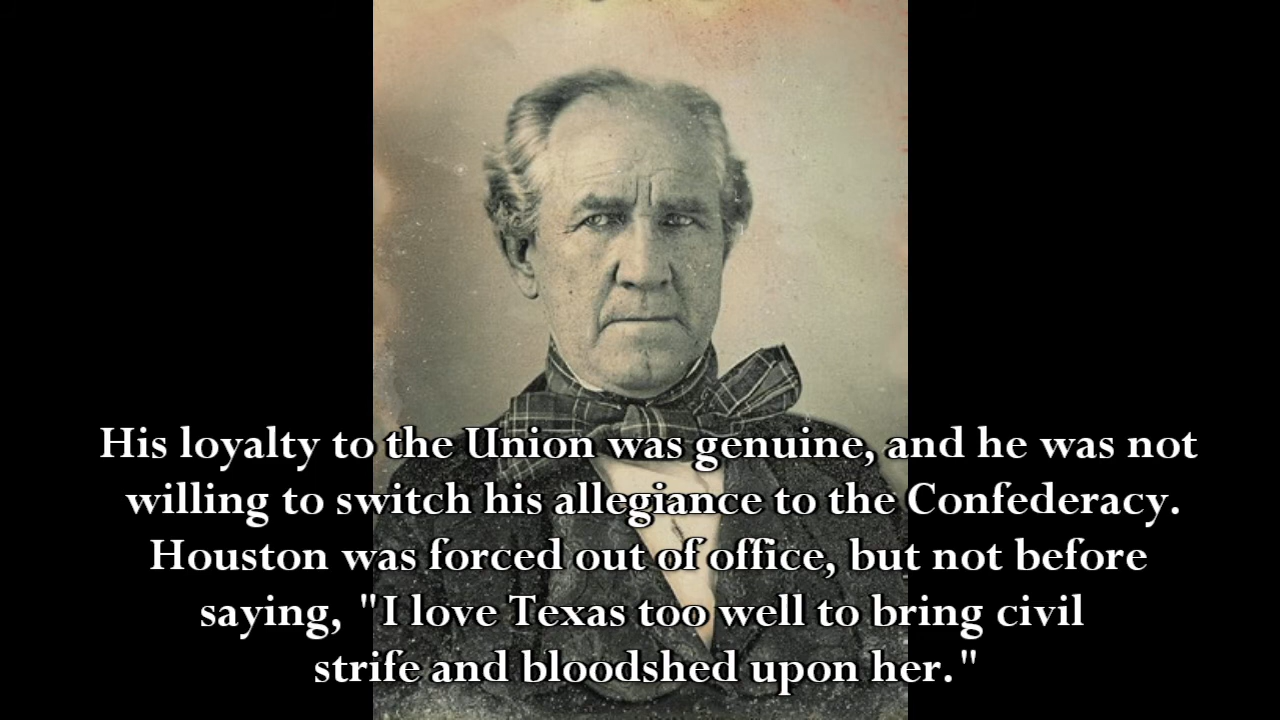 His loyalty to the Union was genuine, and he was not
willing to switch his allegiance to the Confederacy.
Houston was forced out of office, but not before
saying, "I love Texas too well to bring civil
strife and bloodshed upon her."